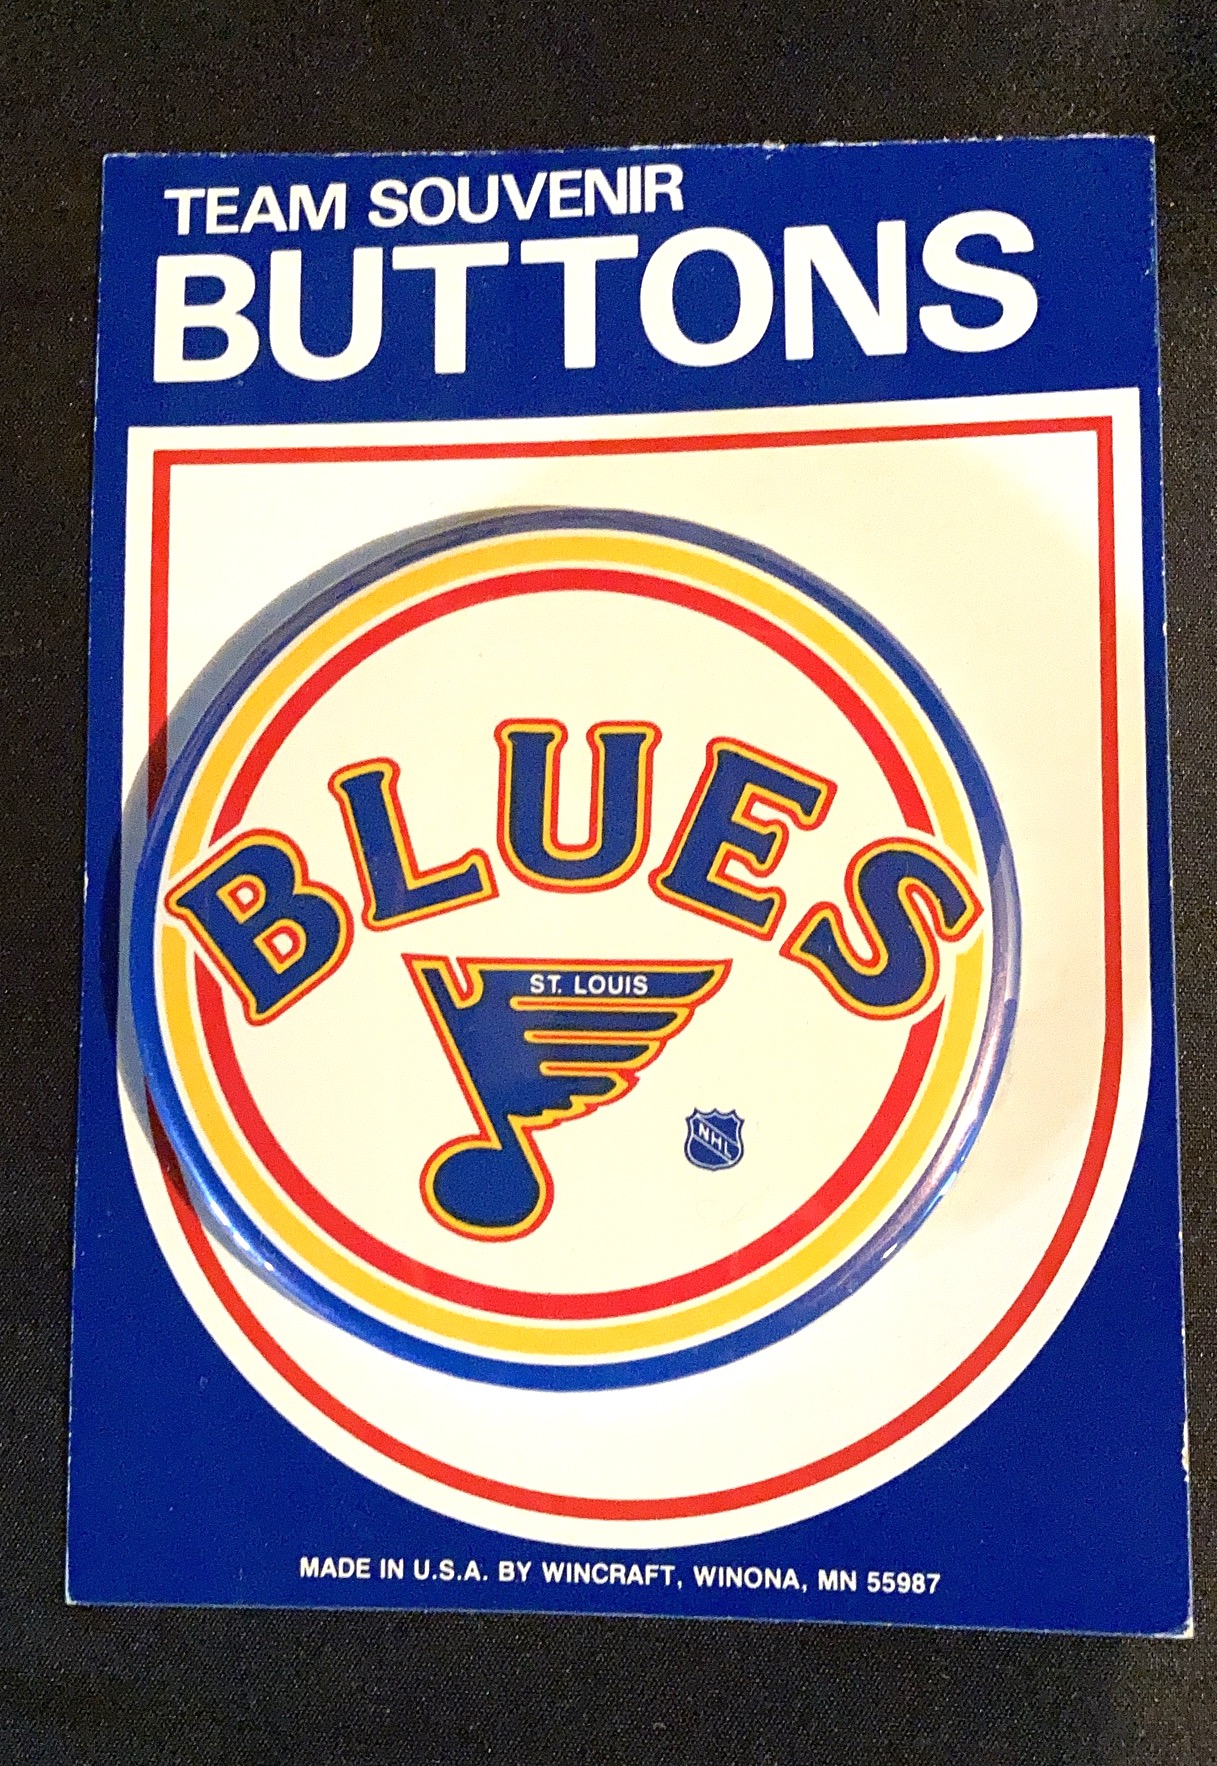 TEAM SOUVENIR
BUTTONS
BLUES
ST. LOUIS
NHL
MADE IN U.S.A. BY WINCRAFT, WINONA, MN 55987